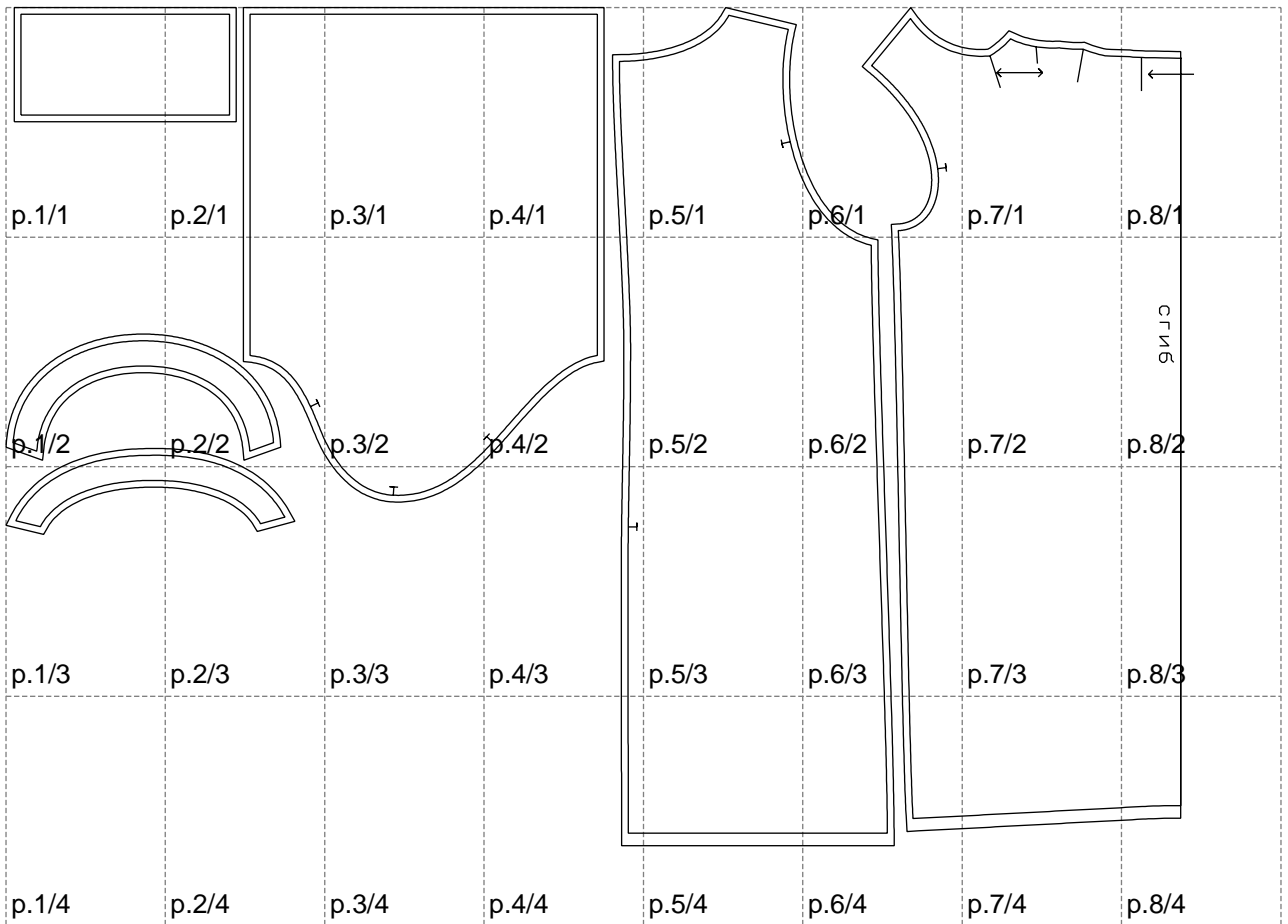 p.1/1 p.2/1 p.3/1 p.4/1 p.5/1 p.6/1 p.7/1 p.8/1
сгиб
p.1/2 p.2/2 p.3/2 p.4/2 p.5/2 p.6/2 p.7/2 p.8/2
p.1/3 p.2/3 p.3/3 p.4/3 p.5/3 p.6/3 p.7/3 p.8/3
p.1/4 p.2/4 p.3/4 p.4/4 p.5/4 p.6/4 p.7/4 p.8/4